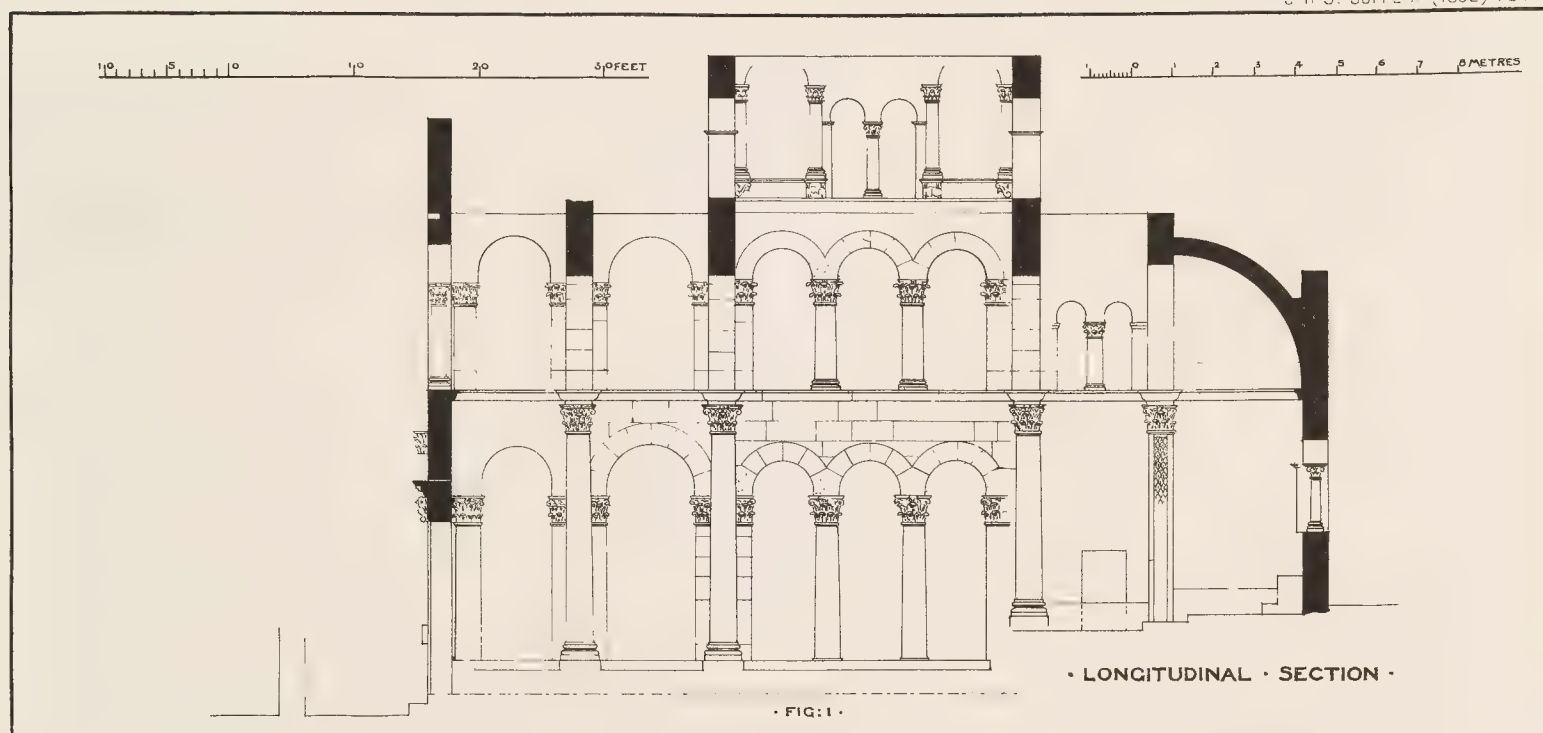 10 5 0 10 20 30 FEET
1 0 1 2 3 4 5 6 7 8 METRES
· LONGITUDINAL · SECTION ·
· FIG: 1 ·